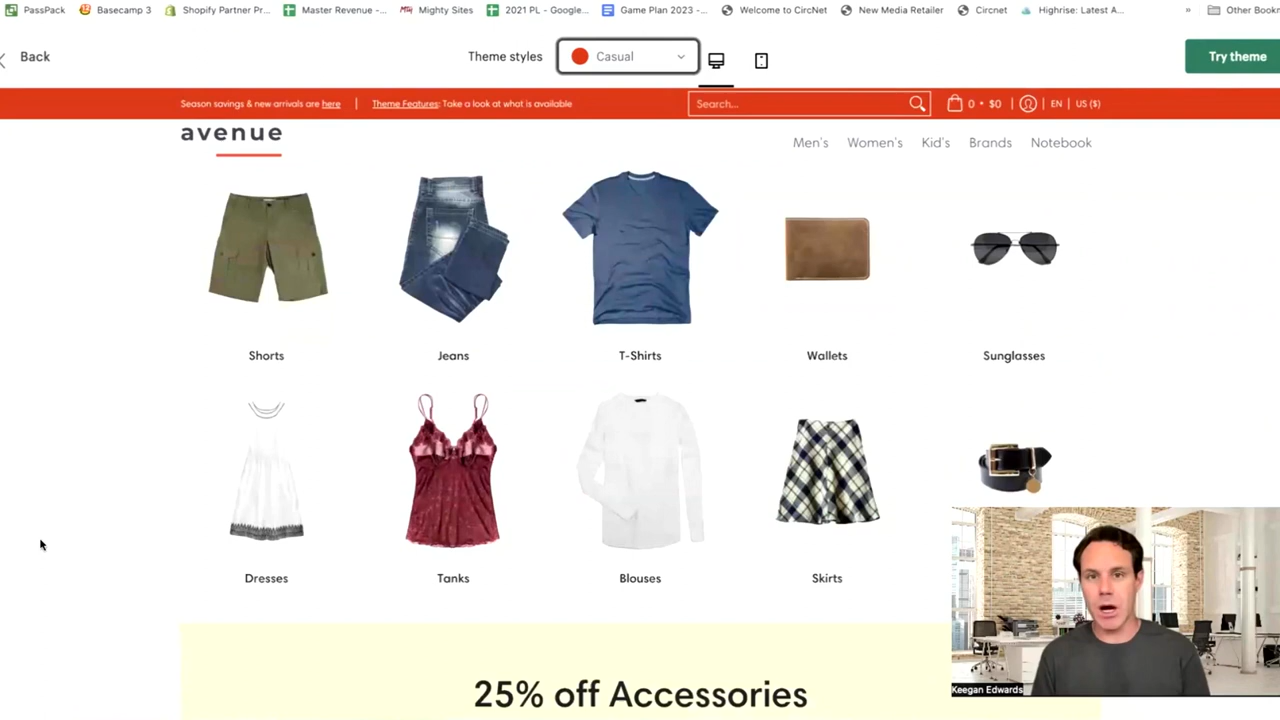 PassPack Basecamp 3 Shopify Partner Pr... Master Revenue -... Mighty Sites 2021 PL - Google... Game Plan 2023 -... Welcome to CircNet New Media Retailer Circnet Highrise: Latest A... » Other Bookm
Back Theme styles Casual Try theme
Season savings & new arrivals are here | Theme Features: Take a look at what is available Search... 0 • $0 | EN | US ($)
avenue
Men's Women's Kid's Brands Notebook
Shorts Jeans T-Shirts Wallets Sunglasses
Dresses Tanks Blouses Skirts
25% off Accessories
Keegan Edwards